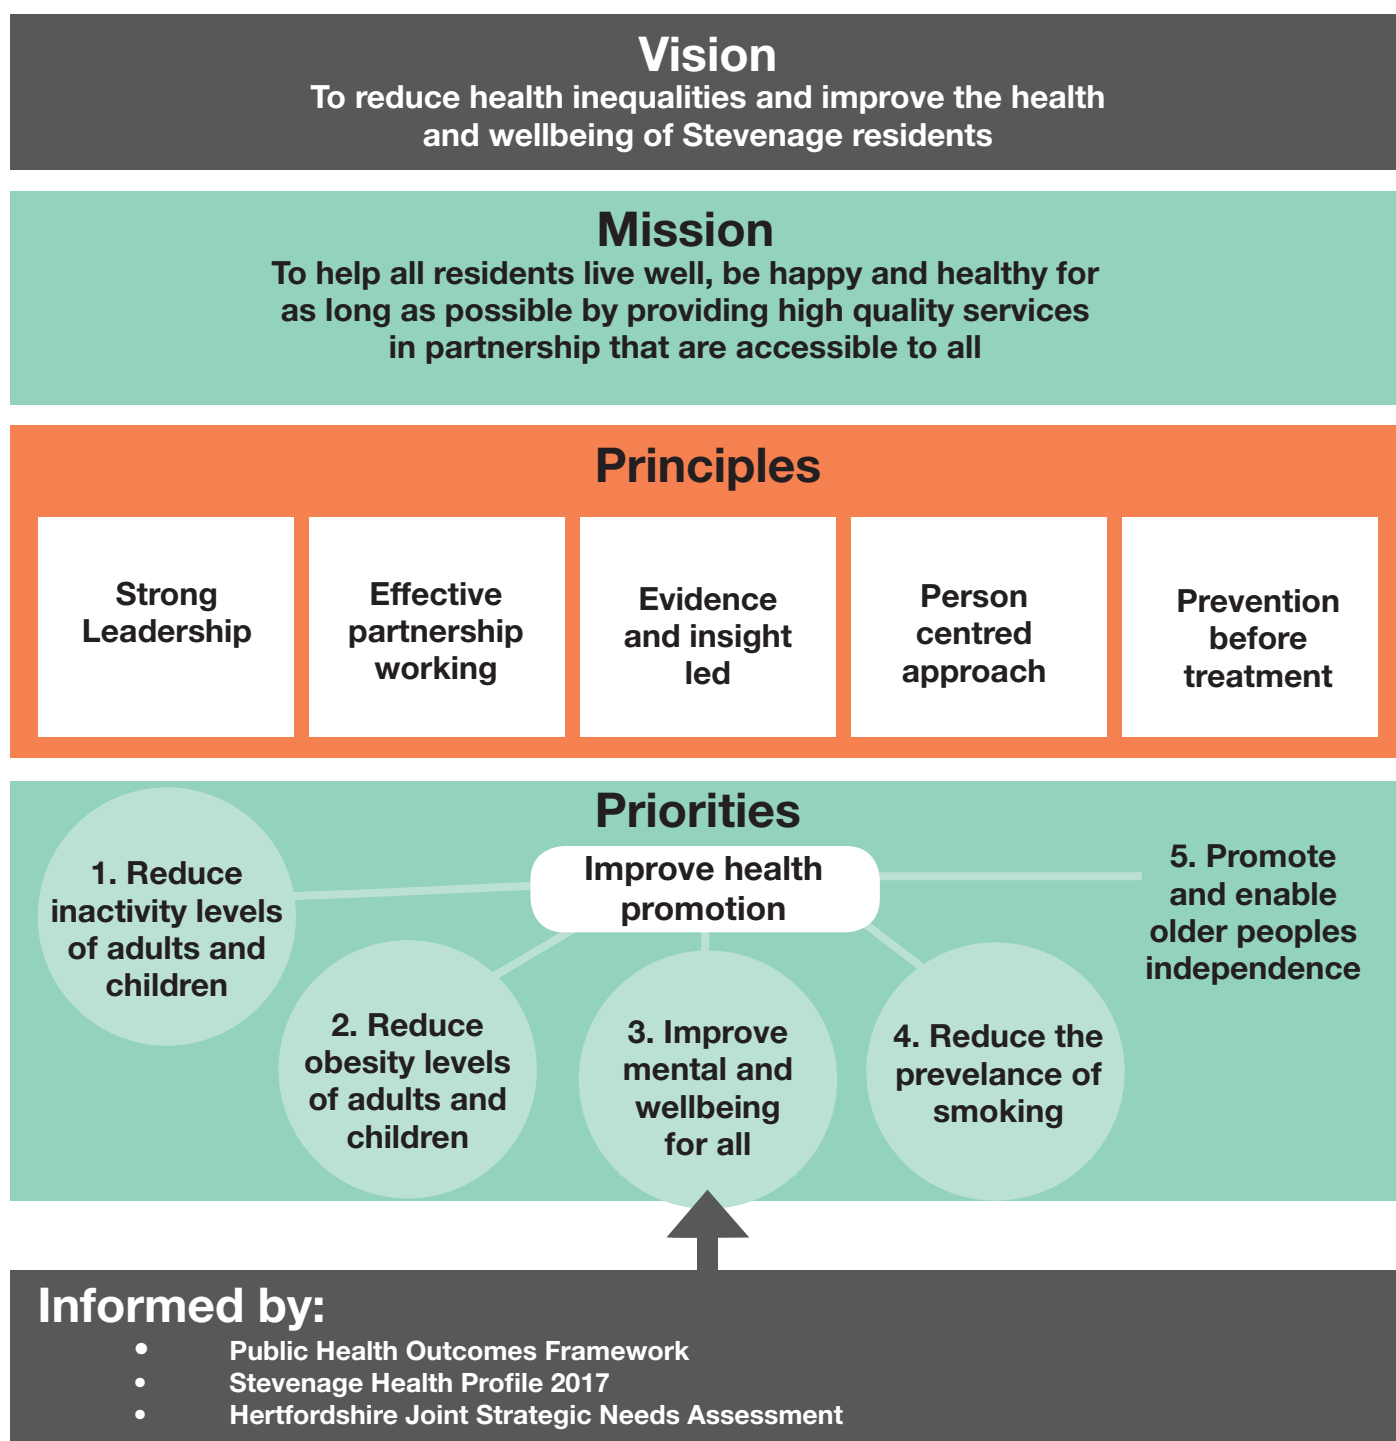 Vision
To reduce health inequalities and improve the health
and wellbeing of Stevenage residents
Mission
To help all residents live well, be happy and healthy for
as long as possible by providing high quality services
in partnership that are accessible to all
Principles
Strong
Leadership
Effective
partnership
working
Evidence
and insight
led
Person
centred
approach
Prevention
before
treatment
Priorities
Improve health
promotion
1. Reduce
inactivity levels
of adults and
children
2. Reduce
obesity levels
of adults and
children
3. Improve
mental and
wellbeing
for all
4. Reduce the
prevelance of
smoking
5. Promote
and enable
older peoples
independence
Informed by:
• Public Health Outcomes Framework
• Stevenage Health Profile 2017
• Hertfordshire Joint Strategic Needs Assessment